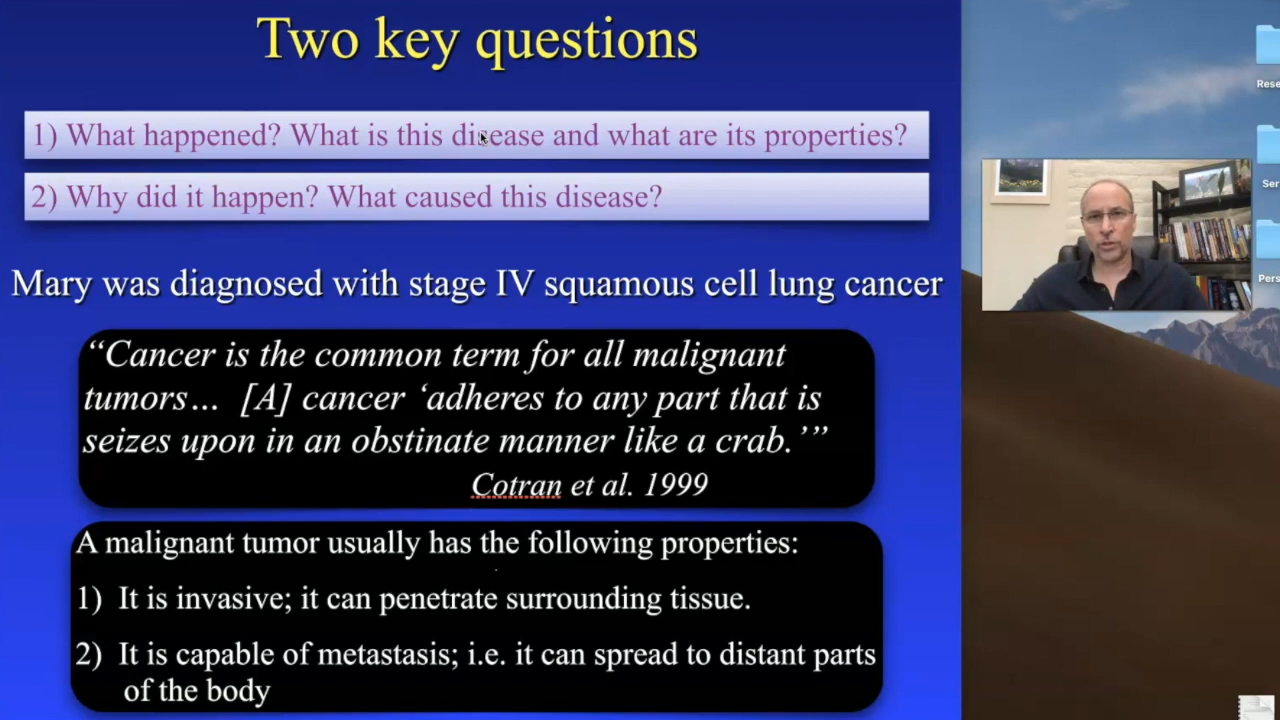 Two key questions
1) What happened? What is this disease and what are its properties?
2) Why did it happen? What caused this disease?
Mary was diagnosed with stage IV squamous cell lung cancer
“Cancer is the common term for all malignant
tumors… [A] cancer ‘adheres to any part that is
seizes upon in an obstinate manner like a crab.’”
Cotran et al. 1999
A malignant tumor usually has the following properties:
1) It is invasive; it can penetrate surrounding tissue.
2) It is capable of metastasis; i.e. it can spread to distant parts
of the body
Rese
Ser
Pers